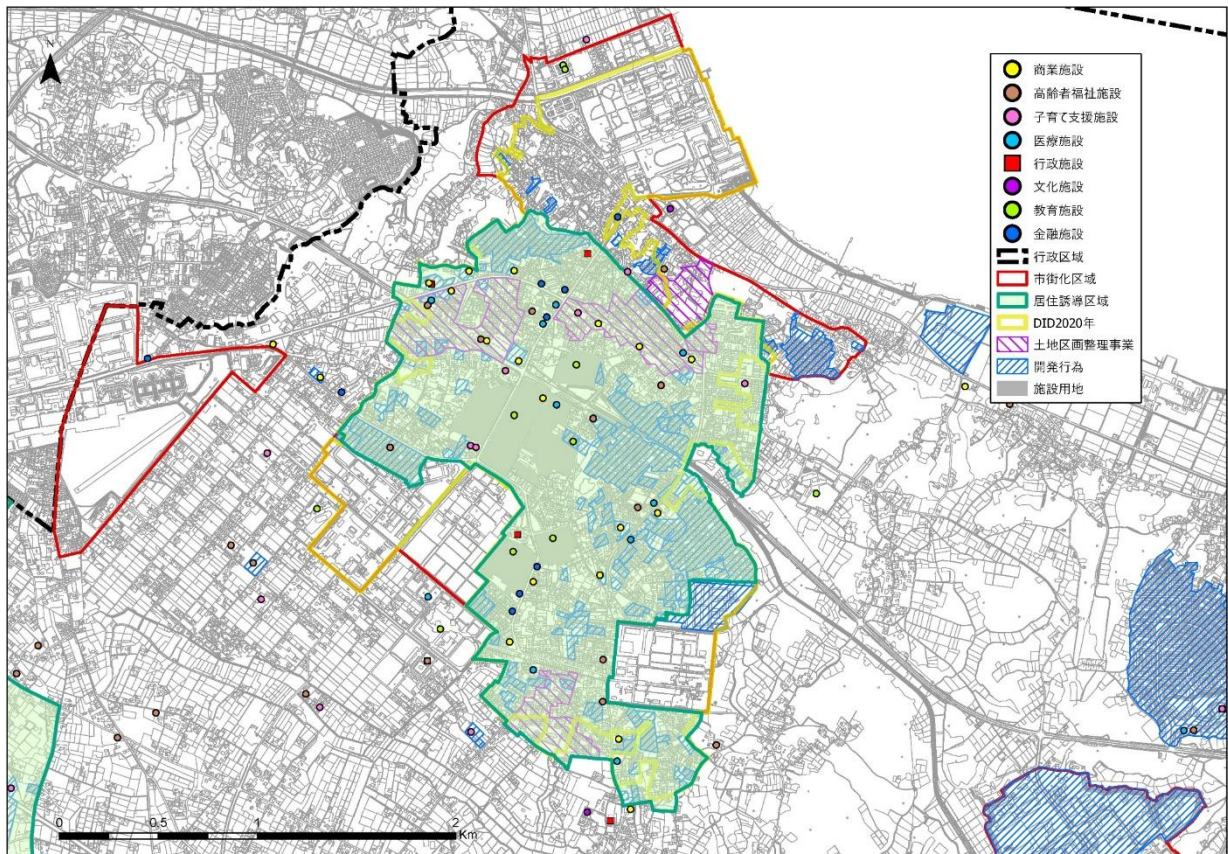 N
商業施設
高齢者福祉施設
子育て支援施設
医療施設
行政施設
文化施設
教育施設
金融施設
行政区域
市街化区域
居住誘導区域
DID2020年
土地区画整理事業
開発行為
施設用地
0 0.5 1 2
Km